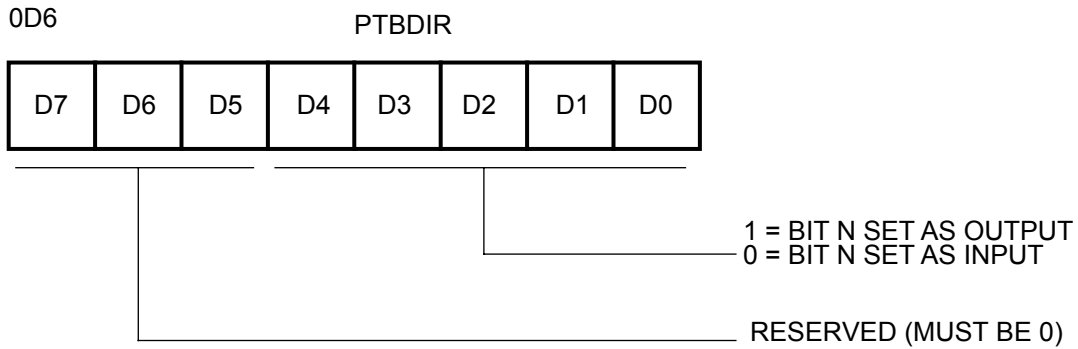 0D6
PTBDIR
D7 D6 D5 D4 D3 D2 D1 D0
1 = BIT N SET AS OUTPUT
0 = BIT N SET AS INPUT
RESERVED (MUST BE 0)